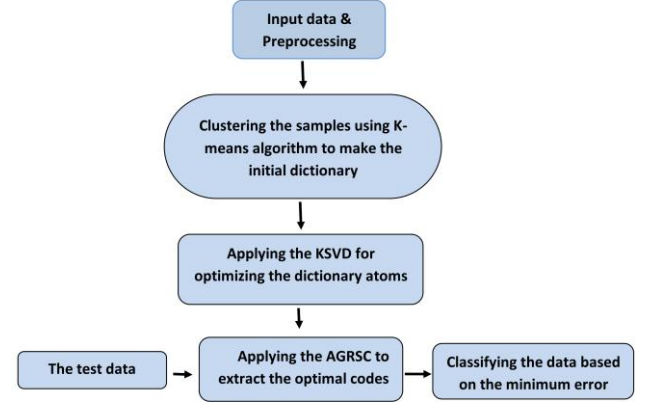 Input data &
Preprocessing
Clustering the samples using K-
means algorithm to make the
initial dictionary
Applying the KSVD for
optimizing the dictionary atoms
The test data
Applying the AGRSC to
extract the optimal codes
Classifying the data based
on the minimum error